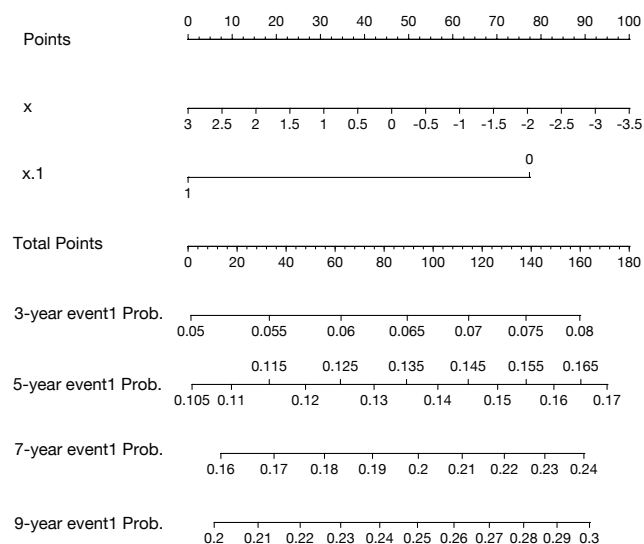 0 10 20 30 40 50 60 70 80 90 100
Points
x
3 2.5 2 1.5 1 0.5 0 -0.5 -1 -1.5 -2 -2.5 -3 -3.5
0
x.1
1
Total Points
0 20 40 60 80 100 120 140 160 180
3-year event1 Prob.
0.05 0.055 0.06 0.065 0.07 0.075 0.08
0.115 0.125 0.135 0.145 0.155 0.165
5-year event1 Prob.
0.105 0.11 0.12 0.13 0.14 0.15 0.16 0.17
7-year event1 Prob.
0.16 0.17 0.18 0.19 0.2 0.21 0.22 0.23 0.24
9-year event1 Prob.
0.2 0.21 0.22 0.23 0.24 0.25 0.26 0.27 0.28 0.29 0.3